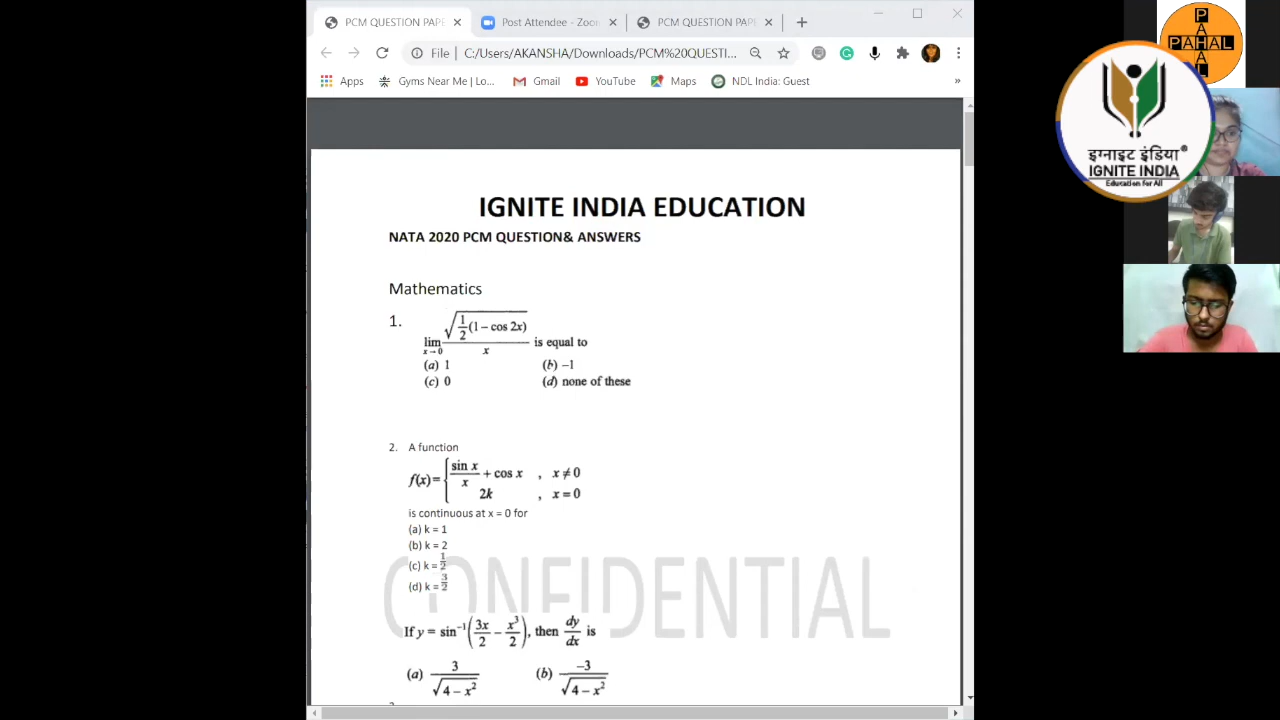 PCM QUESTION PAPE
Post Attendee - Zoom
PCM QUESTION PAPE
File
C:/Users/AKANSHA/Downloads/PCM%20QUESTI...
Apps
Gyms Near Me | Lo...
Gmail
YouTube
Maps
NDL India: Guest
»
PAHAL
PAHAL
इग्नाइट इंडिया®
IGNITE INDIA
Education for All
IGNITE INDIA EDUCATION
NATA 2020 PCM QUESTION& ANSWERS
Mathematics
1. lim x→0 √(1/2(1 – cos 2x))/x is equal to
(a) 1 (b) –1
(c) 0 (d) none of these
2. A function
f(x) = { sin x/x + cos x , x ≠ 0
2k , x = 0
is continuous at x = 0 for
(a) k = 1
(b) k = 2
(c) k = 1/2
(d) k = 3/2
CONFIDENTIAL
If y = sin⁻¹(3x/2 – x³/2), then dy/dx is
(a) 3/√(4 – x²) (b) –3/√(4 – x²)